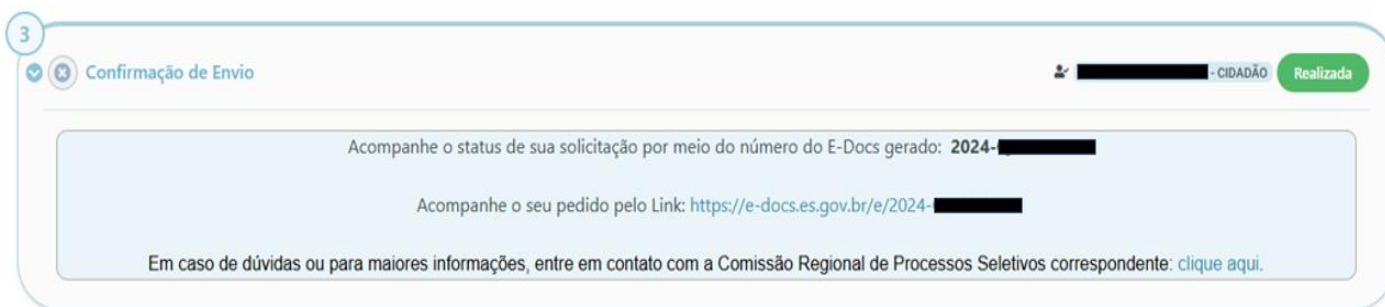 3
Confirmação de Envio
- CIDADÃO
Realizada
Acompanhe o status de sua solicitação por meio do número do E-Docs gerado: 2024-
Acompanhe o seu pedido pelo Link: https://e-docs.es.gov.br/e/2024-
Em caso de dúvidas ou para maiores informações, entre em contato com a Comissão Regional de Processos Seletivos correspondente: clique aqui.